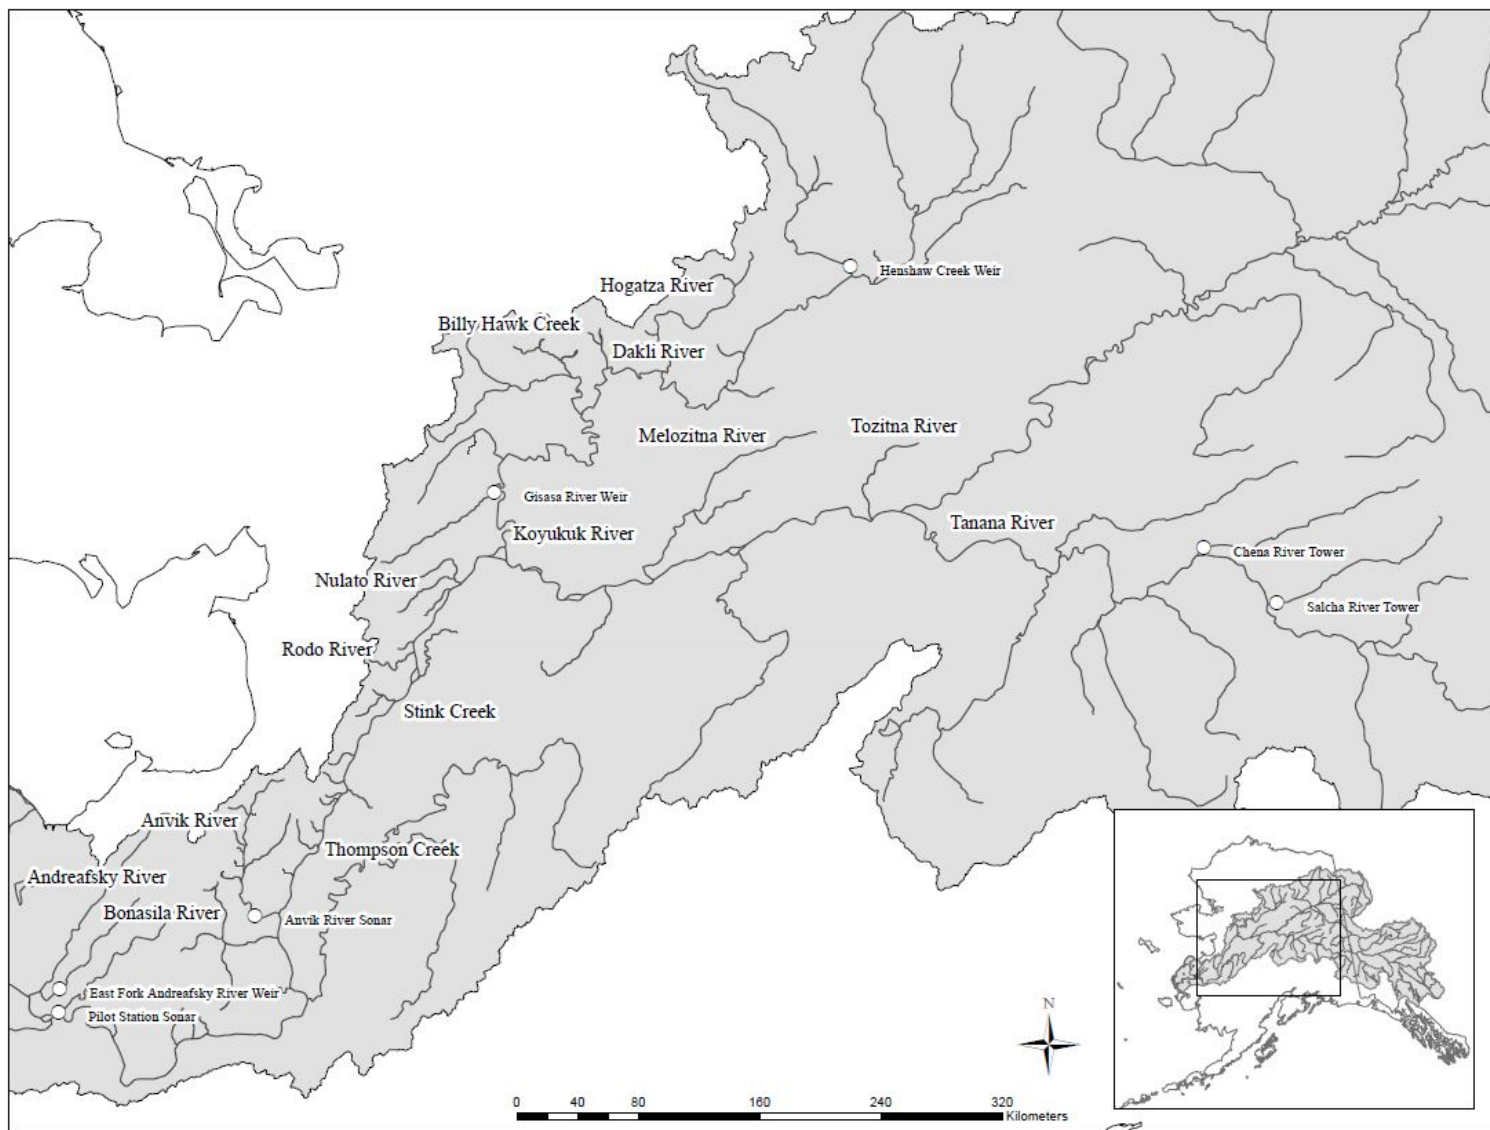 Henshaw Creek Weir
Hogatza River
Billy Hawk Creek
Dakli River
Melozitna River
Tozitna River
Gisasa River Weir
Koyukuk River
Tanana River
Chena River Tower
Nulato River
Salcha River Tower
Rodo River
Stink Creek
Anvik River
Thompson Creek
Andreafsky River
Bonasila River
Anvik River Sonar
East Fork Andreafsky River Weir
Pilot Station Sonar
N
0 40 80 160 240 320
Kilometers